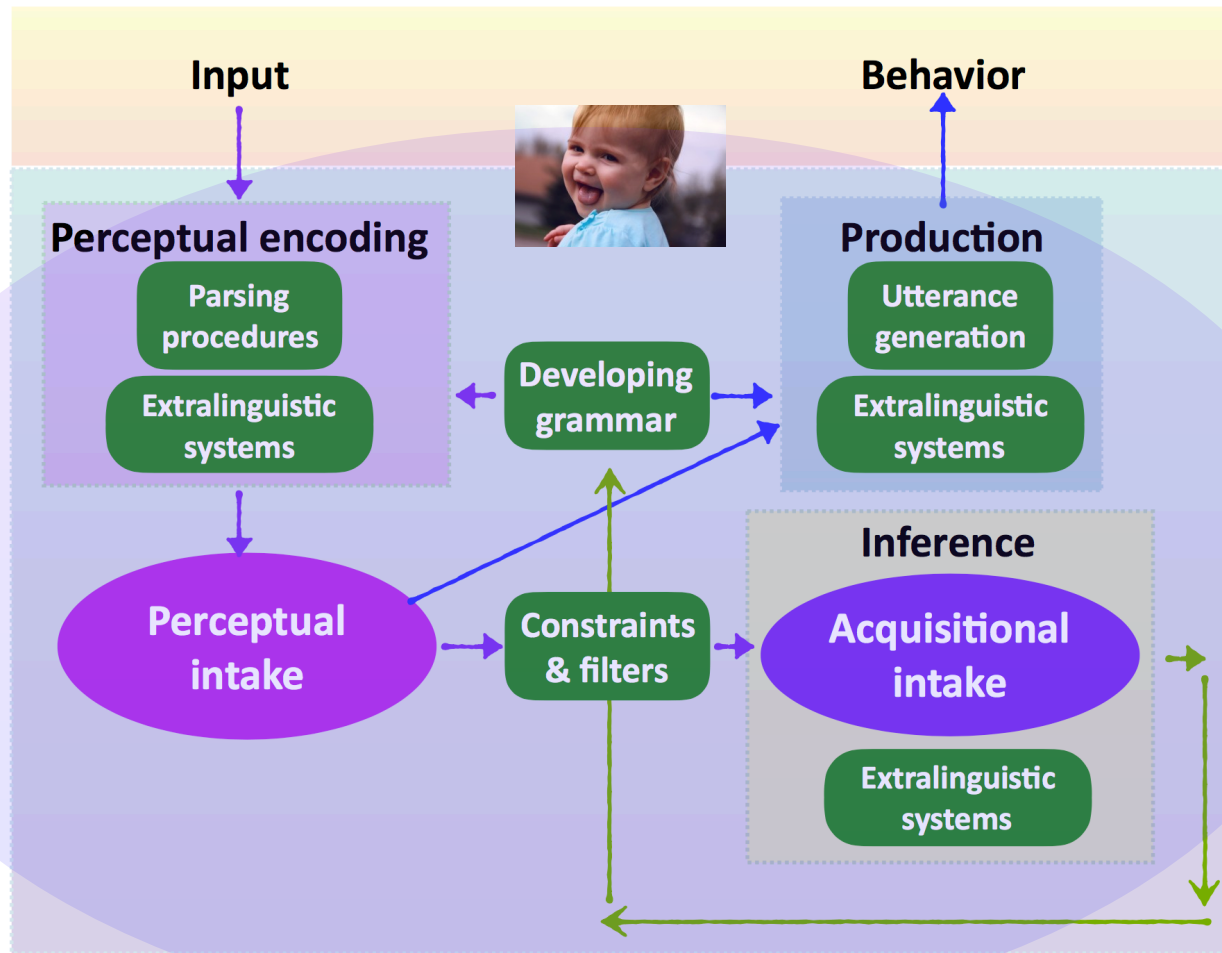 Input
Behavior
Perceptual encoding
Parsing
procedures
Extralinguistic
systems
Production
Utterance
generation
Extralinguistic
systems
Developing
grammar
Perceptual
intake
Constraints
& filters
Inference
Acquisitional
intake
Extralinguistic
systems